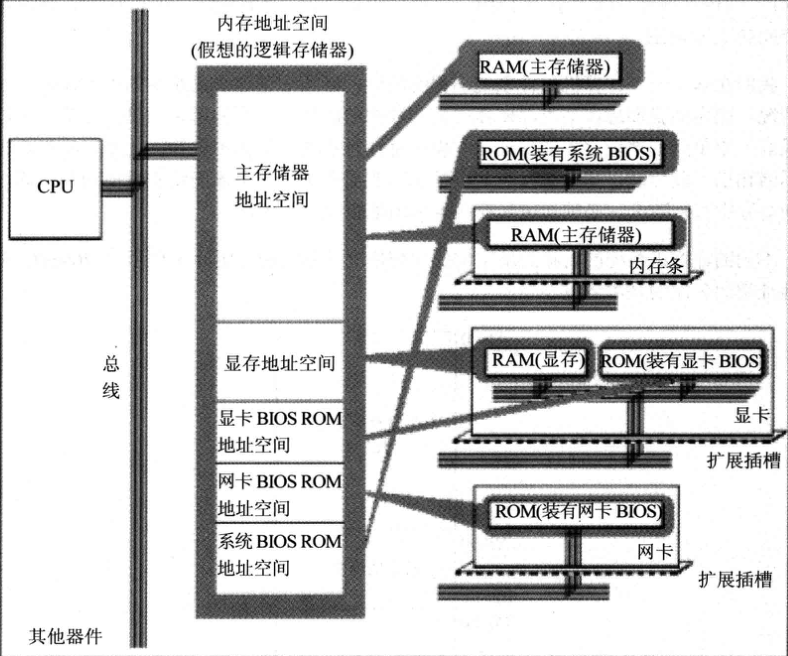 内存地址空间
(假想的逻辑存储器)
CPU
总
线
其他器件
主存储器
地址空间
显存地址空间
显卡 BIOS ROM
地址空间
网卡 BIOS ROM
地址空间
系统 BIOS ROM
地址空间
RAM(主存储器)
ROM(装有系统 BIOS)
RAM(主存储器)
内存条
RAM(显存)
ROM(装有显卡 BIOS)
显卡
扩展插槽
ROM(装有网卡 BIOS)
网卡
扩展插槽